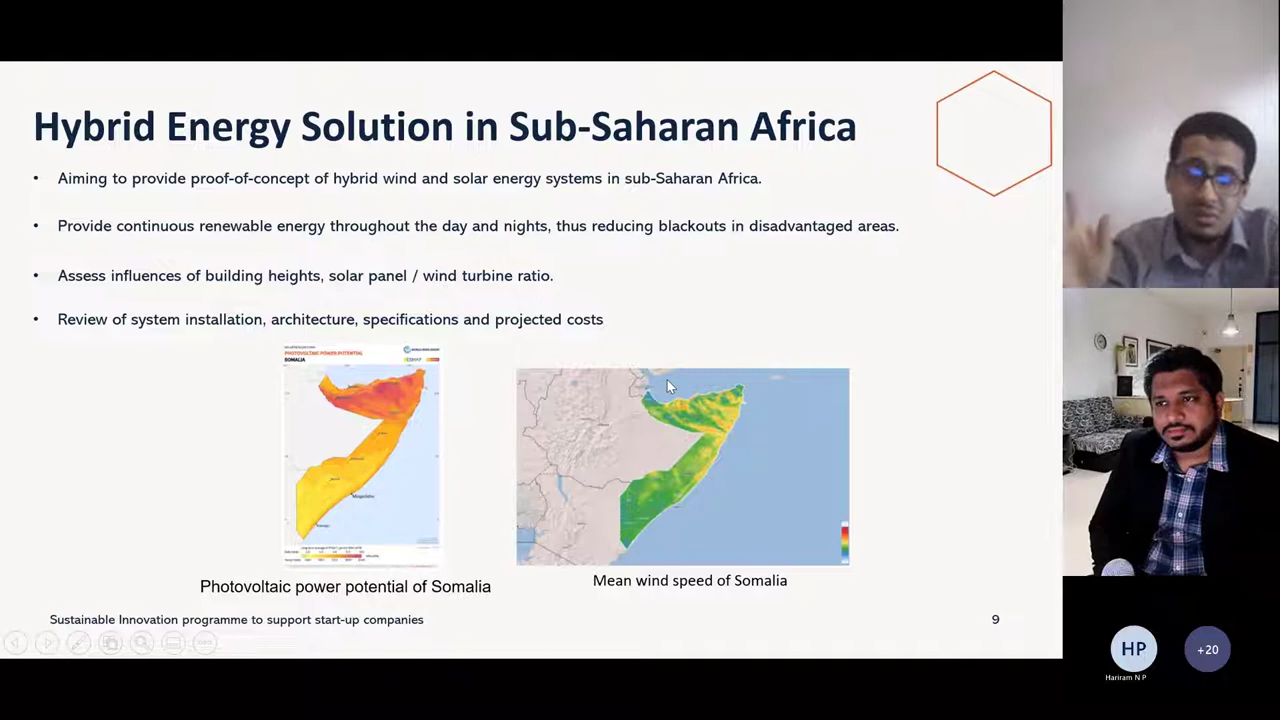 Hybrid Energy Solution in Sub-Saharan Africa
• Aiming to provide proof-of-concept of hybrid wind and solar energy systems in sub-Saharan Africa.
• Provide continuous renewable energy throughout the day and nights, thus reducing blackouts in disadvantaged areas.
• Assess influences of building heights, solar panel / wind turbine ratio.
• Review of system installation, architecture, specifications and projected costs
PHOTOVOLTAIC POWER POTENTIAL
SOMALIA
Photovoltaic power potential of Somalia
Mean wind speed of Somalia
Sustainable Innovation programme to support start-up companies
9
HP
+20
Hariram N P